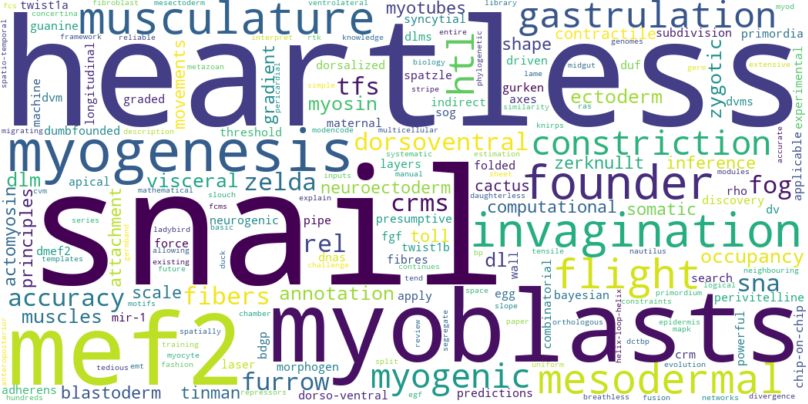 fcs twist1a fibroblast mesectoderm ventrolateral library myod
concertina musculature myotubes gastrulation
guanine syncytial contractile subdivision primordia
framework reliable interpret rtk knowledge entire genomes
spatio-temporal heartless
machine longitudinal movements gradient pericardial metazoan
dorsalized dlms htl shape driven duf zygotic
dvm graded tfs spatzle biology phylogenetic midgut germ extensive
simple gurken lame ectoderm dvms experimental
myosin indirect axes stripe similarity ras
migrating dumbfounded description threshold maternal sog multicellular knirps accurate
modencode
myogenesis dorsoventral constriction
systematic estimation
dlm apical visceral zelda layers manual folded zerknullt inference modules
cvm mathematical slouch inputs neuroectoderm sheet cactus founder rho fog applicable
snail fcms explain crms daughterless computational discovery
actomyosin principles series ladybird neurogenic pipe presumptive somatic dv
basic force toll fgf twist1b rel dl invagination
dmef2 attachment germband existing allowing dnas fibres bp tensile nautilus
templates duck challenge continues wall flight occupancy
future tend search sna neighbouring
accuracy scale fibers annotation apply space egg bayesian logical perivitelline
motifs slope constraints primordium
muscles mir-1 combinatorial orthologous crm
anteroposterior mef2 spatially chamber myoblasts helix-loop-helix epidermis mapk powerful chip-on-chip
training morphogen review segregate paper dctbp
tedious emt myocyte laser bdgp evolution
fashion split uniform
adherens blastoderm tinman furrow myogenic mesodermal
hundreds repressors dorso-ventral egf predictions breathless fusion networks divergence